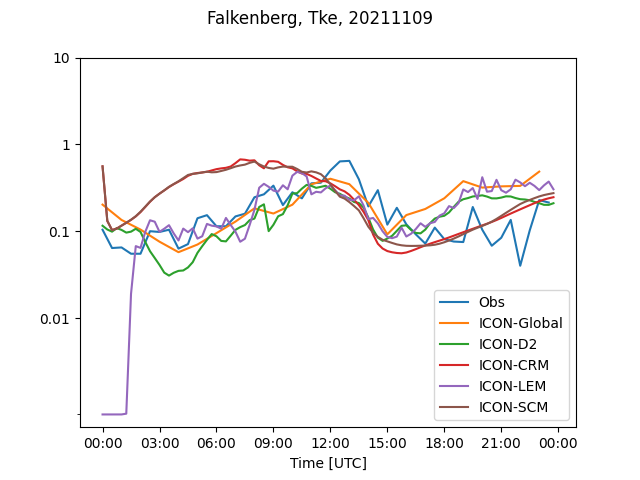 Falkenberg, Tke, 20211109
10
1
0.1
0.01
Obs
ICON-Global
ICON-D2
ICON-CRM
ICON-LEM
ICON-SCM
00:00 03:00 06:00 09:00 12:00 15:00 18:00 21:00 00:00
Time [UTC]